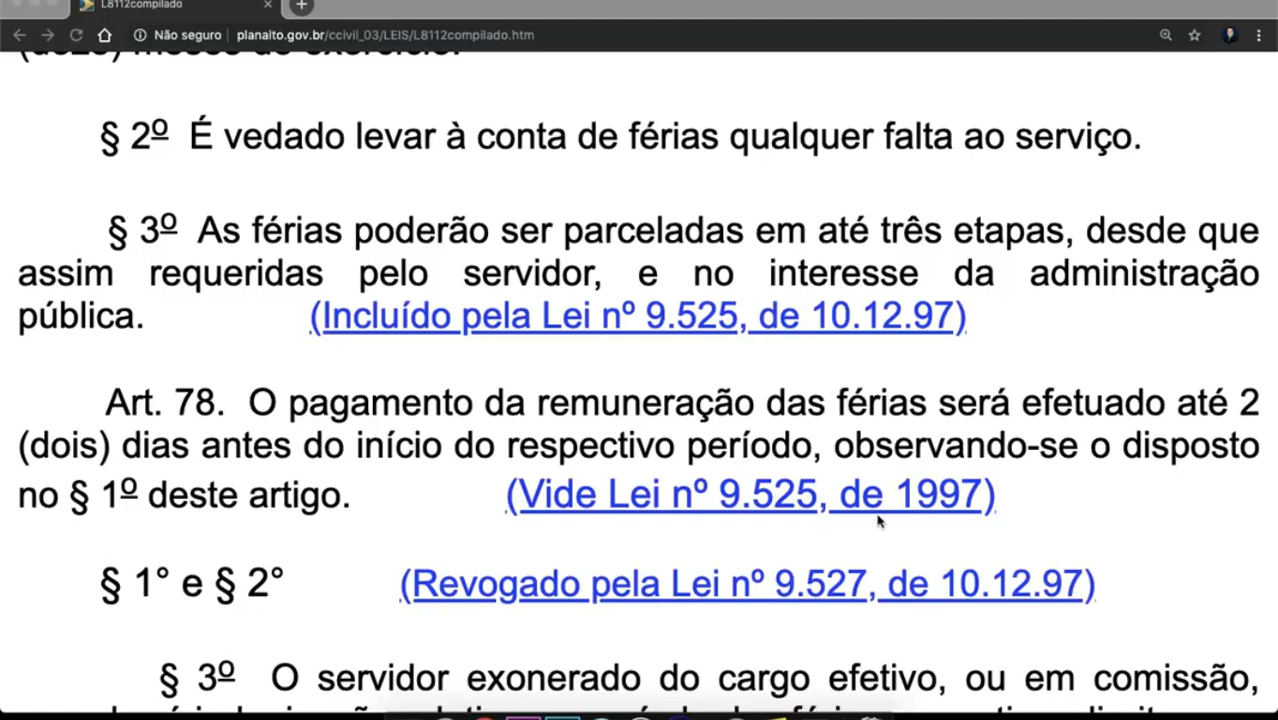 L8112compilado
Não seguro | planalto.gov.br/ccivil_03/LEIS/L8112compilado.htm
(doze) meses de exercício.
§ 2º É vedado levar à conta de férias qualquer falta ao serviço.
§ 3º As férias poderão ser parceladas em até três etapas, desde que
assim requeridas pelo servidor, e no interesse da administração
pública. (Incluído pela Lei nº 9.525, de 10.12.97)
Art. 78. O pagamento da remuneração das férias será efetuado até 2
(dois) dias antes do início do respectivo período, observando-se o disposto
no § 1º deste artigo. (Vide Lei nº 9.525, de 1997)
§ 1° e § 2° (Revogado pela Lei nº 9.527, de 10.12.97)
§ 3º O servidor exonerado do cargo efetivo, ou em comissão,